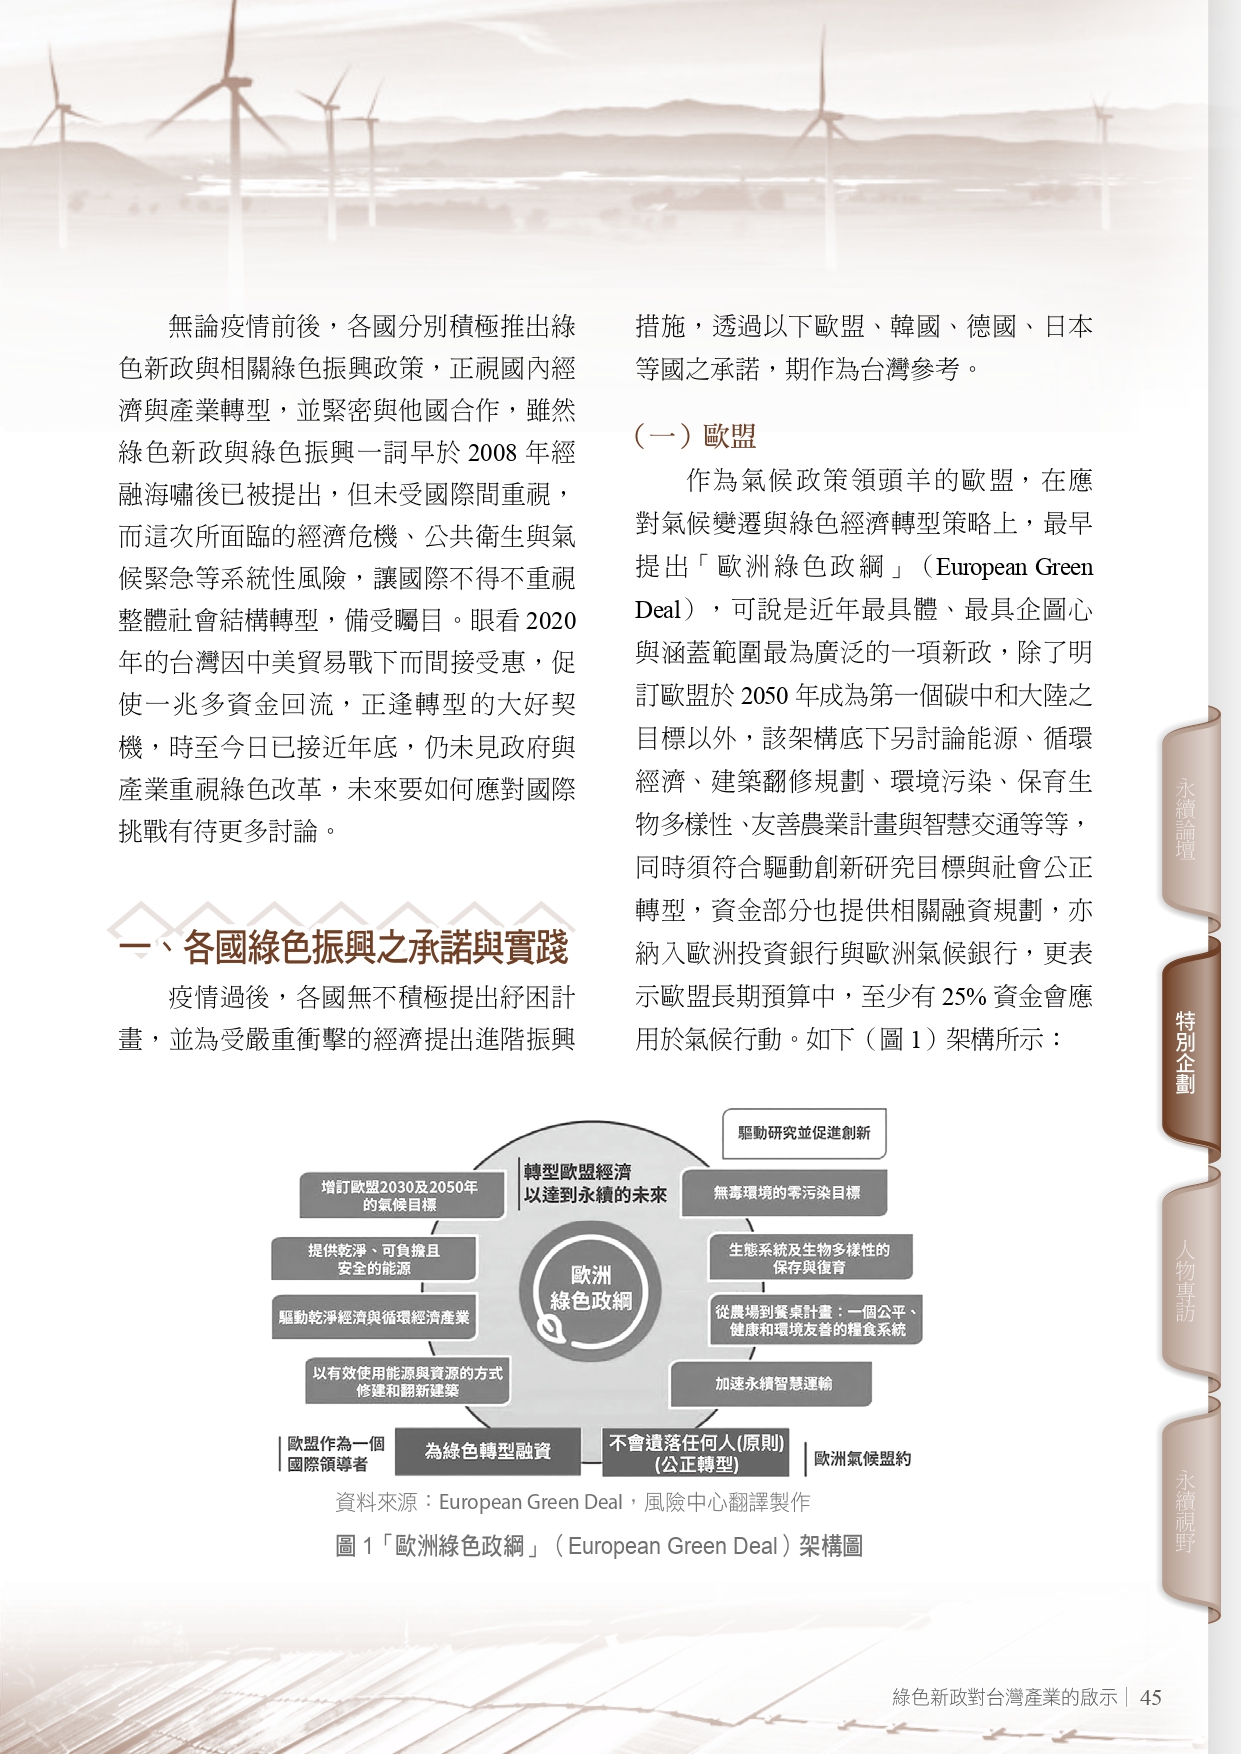 無論疫情前後，各國分別積極推出綠
色新政與相關綠色振興政策，正視國內經
濟與產業轉型，並緊密與他國合作，雖然
綠色新政與綠色振興一詞早於 2008 年經
融海嘯後已被提出，但未受國際間重視，
而這次所面臨的經濟危機、公共衛生與氣
候緊急等系統性風險，讓國際不得不重視
整體社會結構轉型，備受矚目。眼看 2020
年的台灣因中美貿易戰下而間接受惠，促
使一兆多資金回流，正逢轉型的大好契
機，時至今日已接近年底，仍未見政府與
產業重視綠色改革，未來要如何應對國際
挑戰有待更多討論。
一、各國綠色振興之承諾與實踐
疫情過後，各國無不積極提出紓困計
畫，並為受嚴重衝擊的經濟提出進階振興
措施，透過以下歐盟、韓國、德國、日本
等國之承諾，期作為台灣參考。
（一）歐盟
作為氣候政策領頭羊的歐盟，在應
對氣候變遷與綠色經濟轉型策略上，最早
提出「歐洲綠色政綱」（European Green
Deal），可說是近年最具體、最具企圖心
與涵蓋範圍最為廣泛的一項新政，除了明
訂歐盟於 2050 年成為第一個碳中和大陸之
目標以外，該架構底下另討論能源、循環
經濟、建築翻修規劃、環境污染、保育生
物多樣性、友善農業計畫與智慧交通等等，
同時須符合驅動創新研究目標與社會公正
轉型，資金部分也提供相關融資規劃，亦
納入歐洲投資銀行與歐洲氣候銀行，更表
示歐盟長期預算中，至少有 25% 資金會應
用於氣候行動。如下（圖 1）架構所示：
驅動研究並促進創新
轉型歐盟經濟
以達到永續的未來
增訂歐盟2030及2050年
的氣候目標
無毒環境的零污染目標
提供乾淨、可負擔且
安全的能源
生態系統及生物多樣性的
保存與復育
歐洲
綠色政綱
驅動乾淨經濟與循環經濟產業
從農場到餐桌計畫：一個公平、
健康和環境友善的糧食系統
以有效使用能源與資源的方式
修建和翻新建築
加速永續智慧運輸
歐盟作為一個
國際領導者
為綠色轉型融資
不會遺落任何人(原則)
(公正轉型)
歐洲氣候盟約
資料來源：European Green Deal，風險中心翻譯製作
圖 1「歐洲綠色政綱」（European Green Deal）架構圖
永續論壇
特別企劃
人物專訪
永續視野
綠色新政對台灣產業的啟示│ 45